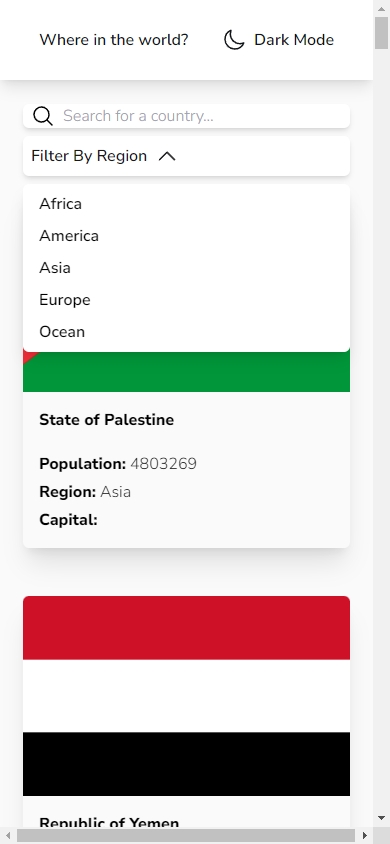 Where in the world? Dark Mode
Search for a country...
Filter By Region
Africa
America
Asia
Europe
Ocean
State of Palestine
Population: 4803269
Region: Asia
Capital:
Republic of Yemen